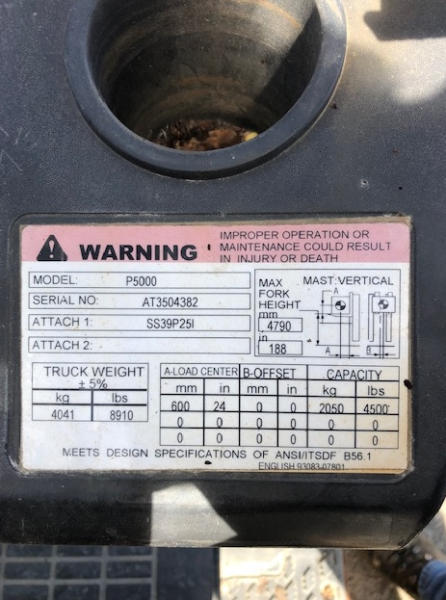 WARNING
IMPROPER OPERATION OR
MAINTENANCE COULD RESULT
IN INJURY OR DEATH
MODEL: P5000
SERIAL NO: AT3504382
ATTACH 1: SS39P25I
ATTACH 2:
MAX FORK HEIGHT
MAST:VERTICAL
mm
4790
in
188
A
A
B
TRUCK WEIGHT
± 5%
kg lbs
4041 8910
A-LOAD CENTER B-OFFSET CAPACITY
mm in mm in kg lbs
600 24 0 0 2050 4500
0 0 0 0 0 0
0 0 0 0 0 0
MEETS DESIGN SPECIFICATIONS OF ANSI/ITSDF B56.1
ENGLISH 93083-07801